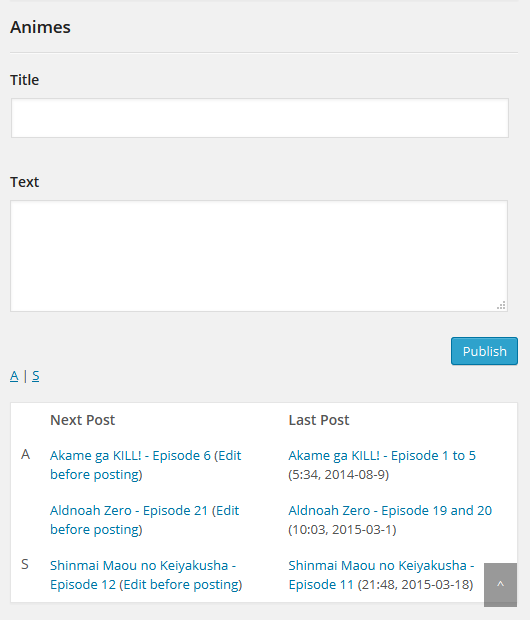 Animes
Title
Text
Publish
A | S
Next Post Last Post
A Akame ga KILL! - Episode 6 (Edit Akame ga KILL! - Episode 1 to 5
before posting) (5:34, 2014-08-9)
Aldnoah Zero - Episode 21 (Edit Aldnoah Zero - Episode 19 and 20
before posting) (10:03, 2015-03-1)
S Shinmai Maou no Keiyakusha - Shinmai Maou no Keiyakusha -
Episode 12 (Edit before posting) Episode 11 (21:48, 2015-03-18)
^